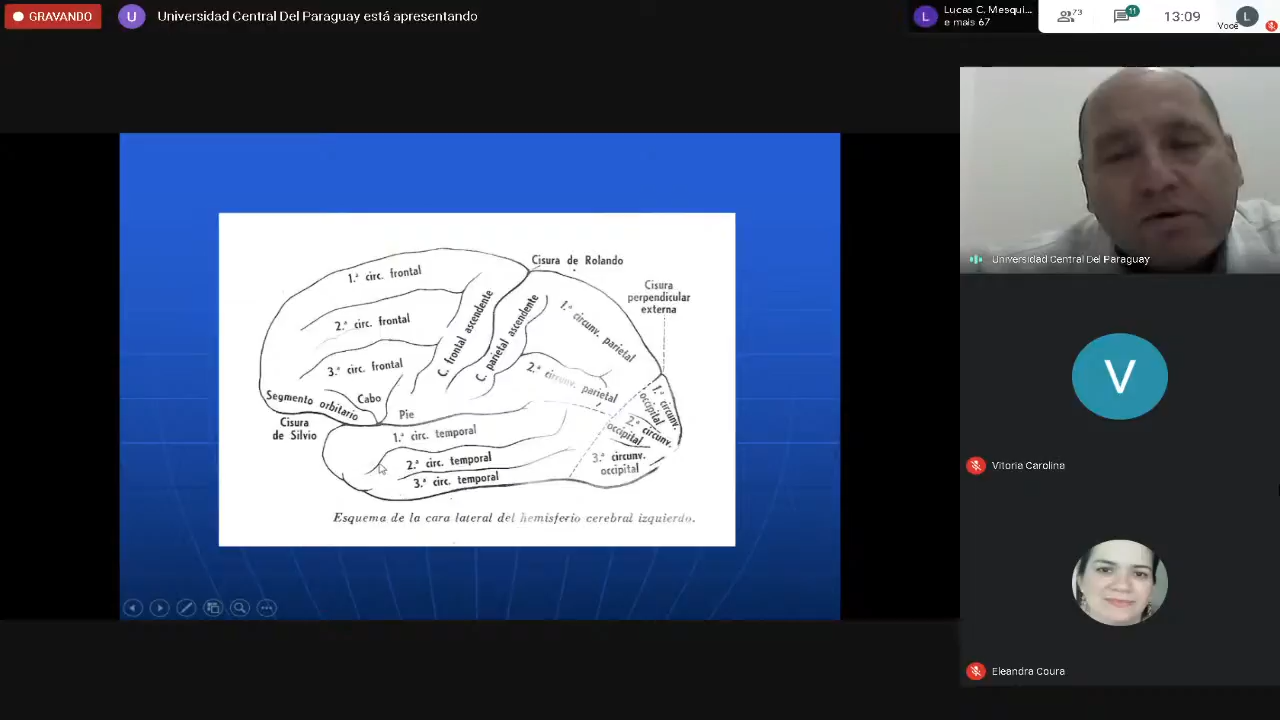 GRAVANDO
U
Universidad Central Del Paraguay está apresentando
L
Lucas C. Mesqui...
e mais 67
73
11
13:09
Você
L
Cisura de Rolando
1.ª circ. frontal
Cisura
perpendicular
externa
2.ª circ. frontal
C. frontal ascendente
C. parietal ascendente
1.ª circunv. parietal
3.ª circ. frontal
2.ª circunv. parietal
Segmento orbitario
Cabo
Pie
Cisura
de Silvio
1.ª circunv.
occipital
1.ª circ. temporal
2.ª circunv.
occipital
2.ª circ. temporal
3.ª circunv.
occipital
3.ª circ. temporal
Esquema de la cara lateral del hemisferio cerebral izquierdo.
Universidad Central Del Paraguay
V
Vitoria Carolina
Eleandra Coura